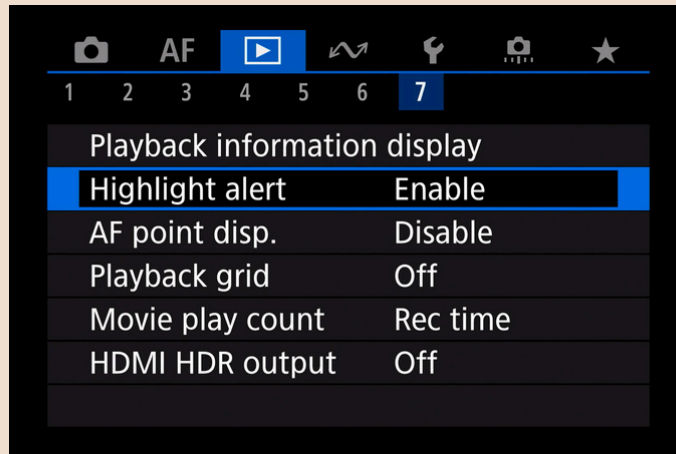 AF
1 2 3 4 5 6 7
Playback information display
Highlight alert Enable
AF point disp. Disable
Playback grid Off
Movie play count Rec time
HDMI HDR output Off